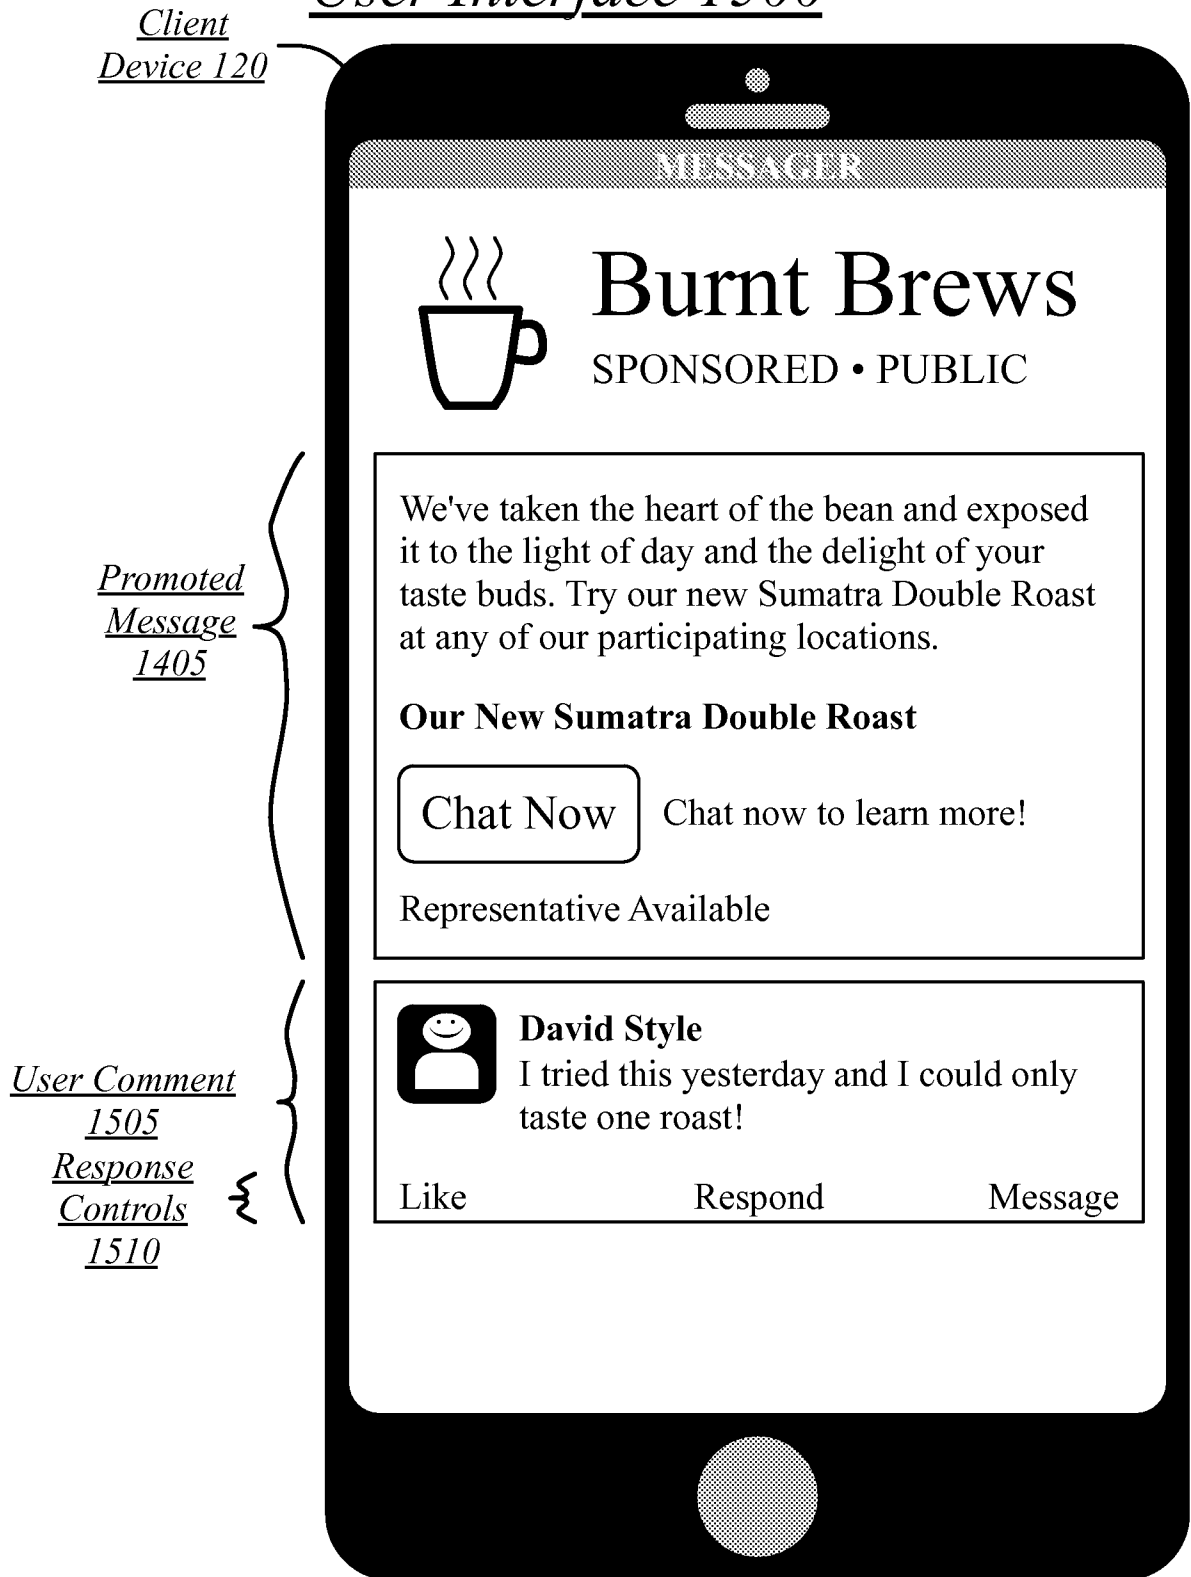 User Interface 1500
Client
Device 120
MESSAGER
Burnt Brews
SPONSORED • PUBLIC
Promoted
Message
1405
We've taken the heart of the bean and exposed
it to the light of day and the delight of your
taste buds. Try our new Sumatra Double Roast
at any of our participating locations.
Our New Sumatra Double Roast
Chat Now
Chat now to learn more!
Representative Available
User Comment
1505
David Style
I tried this yesterday and I could only
taste one roast!
Response
Controls
1510
Like
Respond
Message